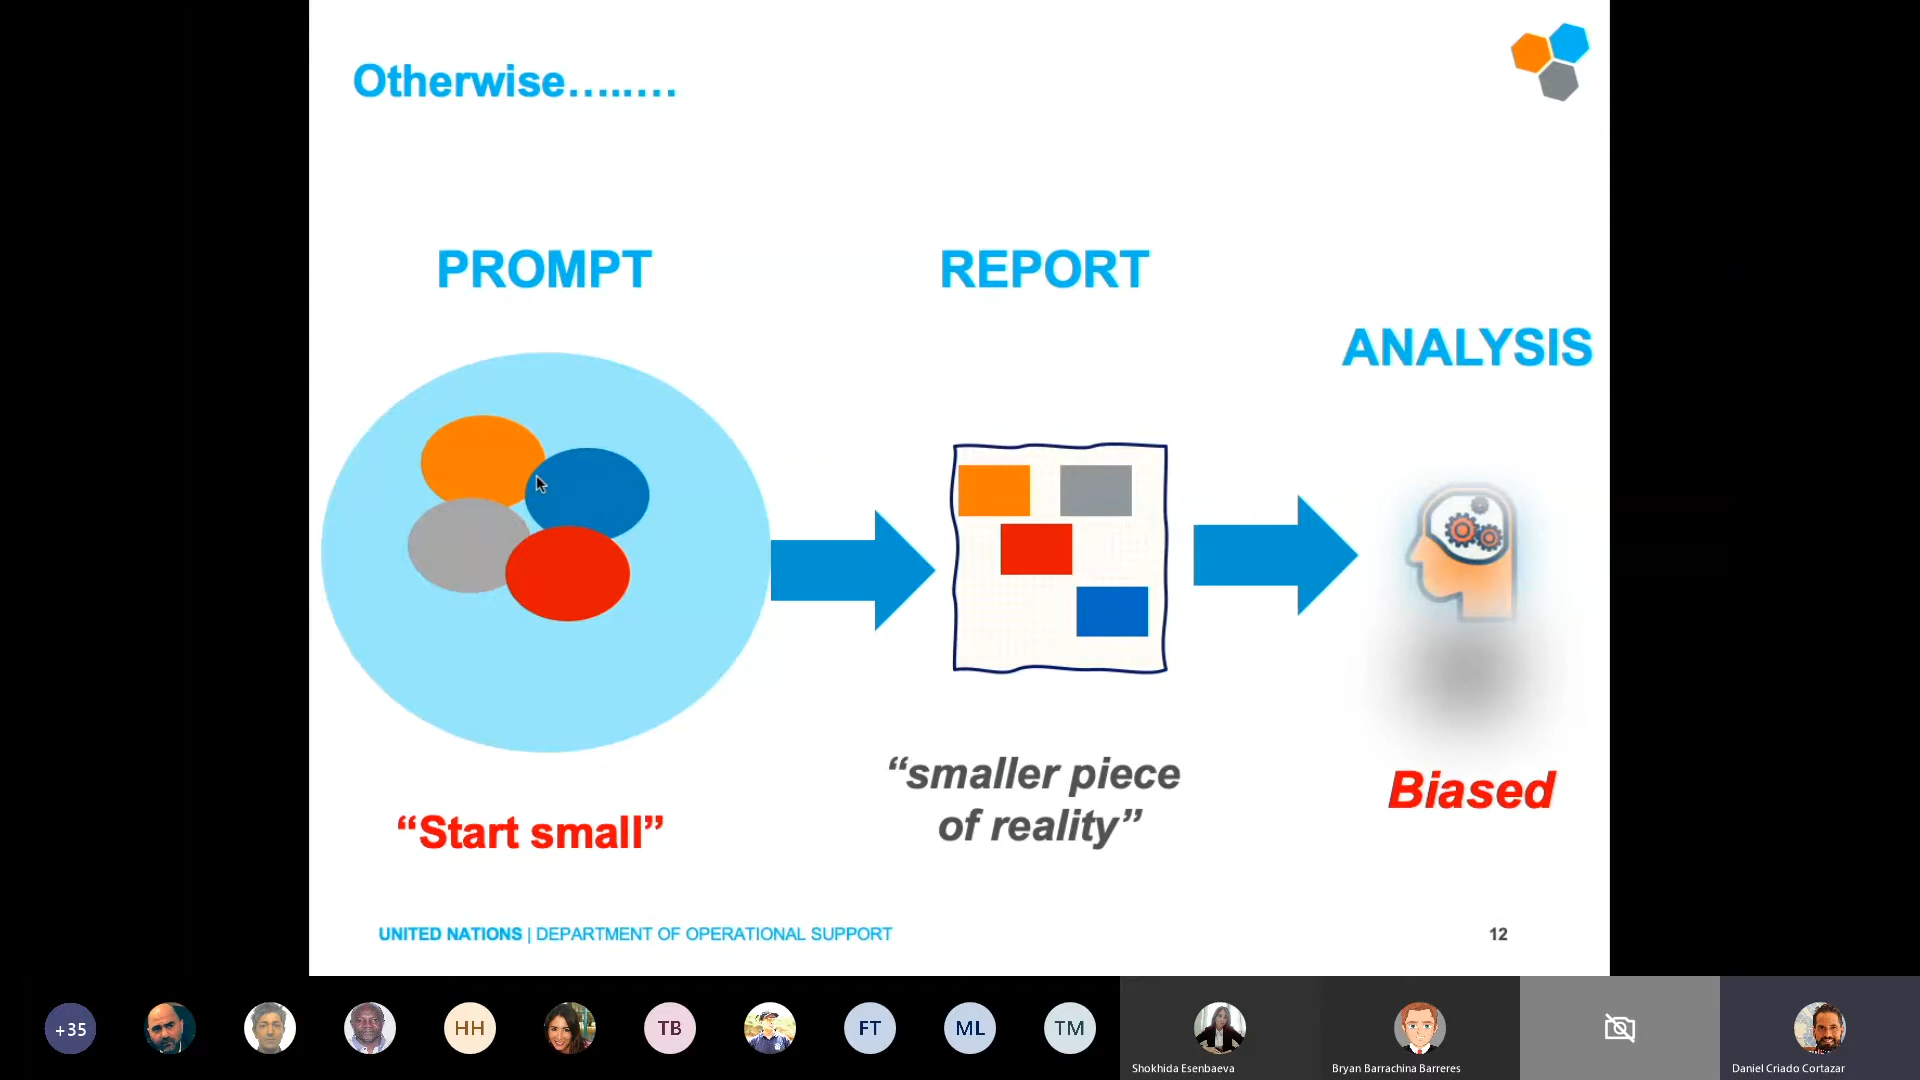 Otherwise…..…
PROMPT
REPORT
ANALYSIS
“Start small”
“smaller piece
of reality”
Biased
UNITED NATIONS | DEPARTMENT OF OPERATIONAL SUPPORT
12
+35
HH
TB
FT
ML
TM
Shokhida Esenbaeva
Bryan Barrachina Barreres
Daniel Criado Cortazar